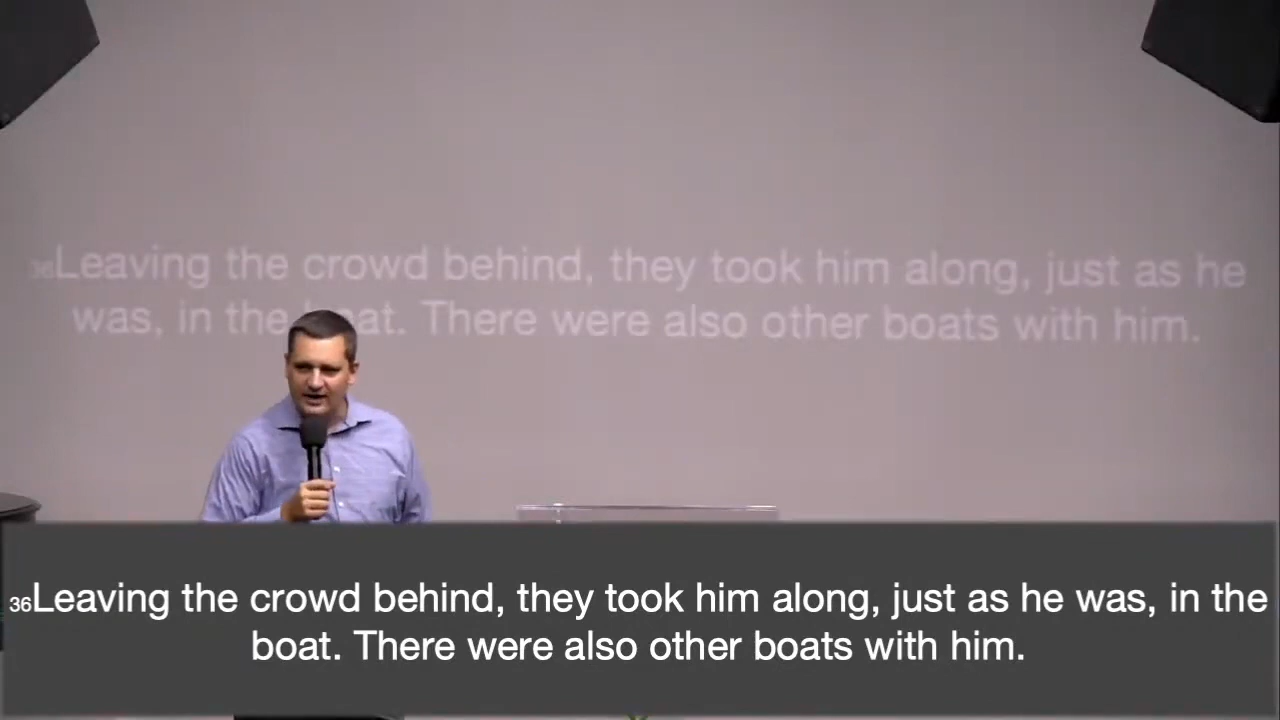 36Leaving the crowd behind, they took him along, just as he
was, in the boat. There were also other boats with him.
36Leaving the crowd behind, they took him along, just as he was, in the
boat. There were also other boats with him.